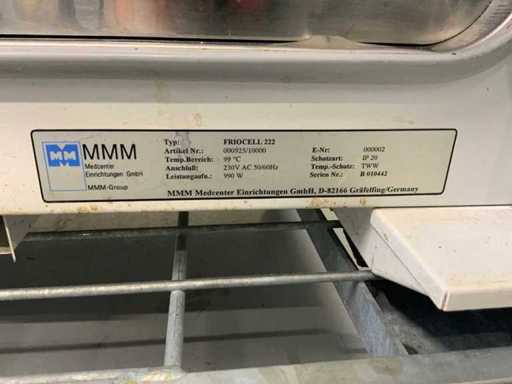 MM
MMM
Medcenter
Einrichtungen GmbH
MMM-Group
Typ: FRIOCELL 222
Artikel Nr.: 000925/10000 E-Nr: 000002
Temp.Bereich: 99 °C Schutzart: IP 20
Anschluß: 230V AC 50/60Hz Temp.-Schutz: TWW
Leistungaufn.: 990 W Serien Nr.: B 010442
MMM Medcenter Einrichtungen GmbH, D-82166 Gräfelfing/Germany